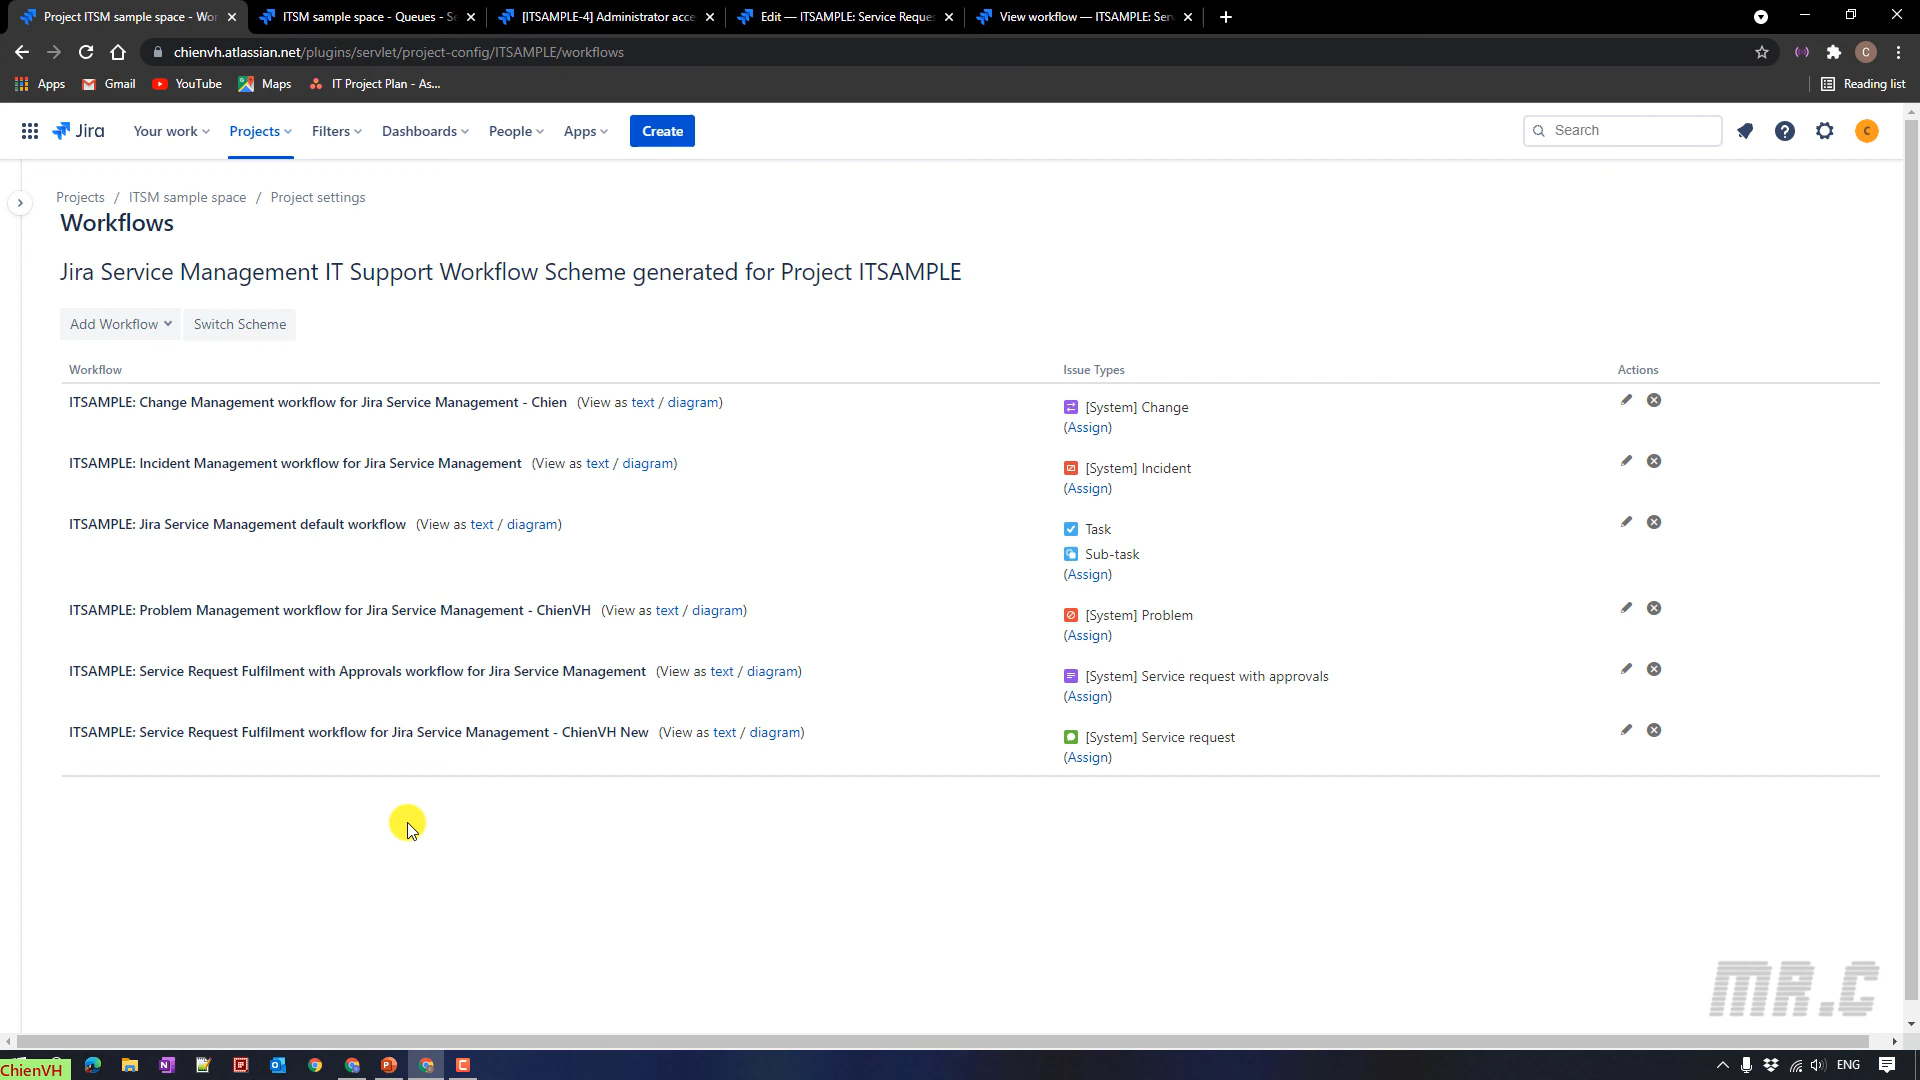 Project ITSM sample space - Wor
ITSM sample space - Queues - Se
[ITSAMPLE-4] Administrator acce
Edit — ITSAMPLE: Service Reques
View workflow — ITSAMPLE: Serv
chienvh.atlassian.net/plugins/servlet/project-config/ITSAMPLE/workflows
C
Apps
Gmail
YouTube
Maps
IT Project Plan - As...
Reading list
Jira
Your work
Projects
Filters
Dashboards
People
Apps
Create
Search
C
Projects / ITSM sample space / Project settings
Workflows
Jira Service Management IT Support Workflow Scheme generated for Project ITSAMPLE
Add Workflow
Switch Scheme
Workflow
Issue Types
Actions
ITSAMPLE: Change Management workflow for Jira Service Management - Chien (View as text / diagram)
[System] Change
(Assign)
ITSAMPLE: Incident Management workflow for Jira Service Management (View as text / diagram)
[System] Incident
(Assign)
ITSAMPLE: Jira Service Management default workflow (View as text / diagram)
Task
Sub-task
(Assign)
ITSAMPLE: Problem Management workflow for Jira Service Management - ChienVH (View as text / diagram)
[System] Problem
(Assign)
ITSAMPLE: Service Request Fulfilment with Approvals workflow for Jira Service Management (View as text / diagram)
[System] Service request with approvals
(Assign)
ITSAMPLE: Service Request Fulfilment workflow for Jira Service Management - ChienVH New (View as text / diagram)
[System] Service request
(Assign)
MR.C
ChienVH
ENG